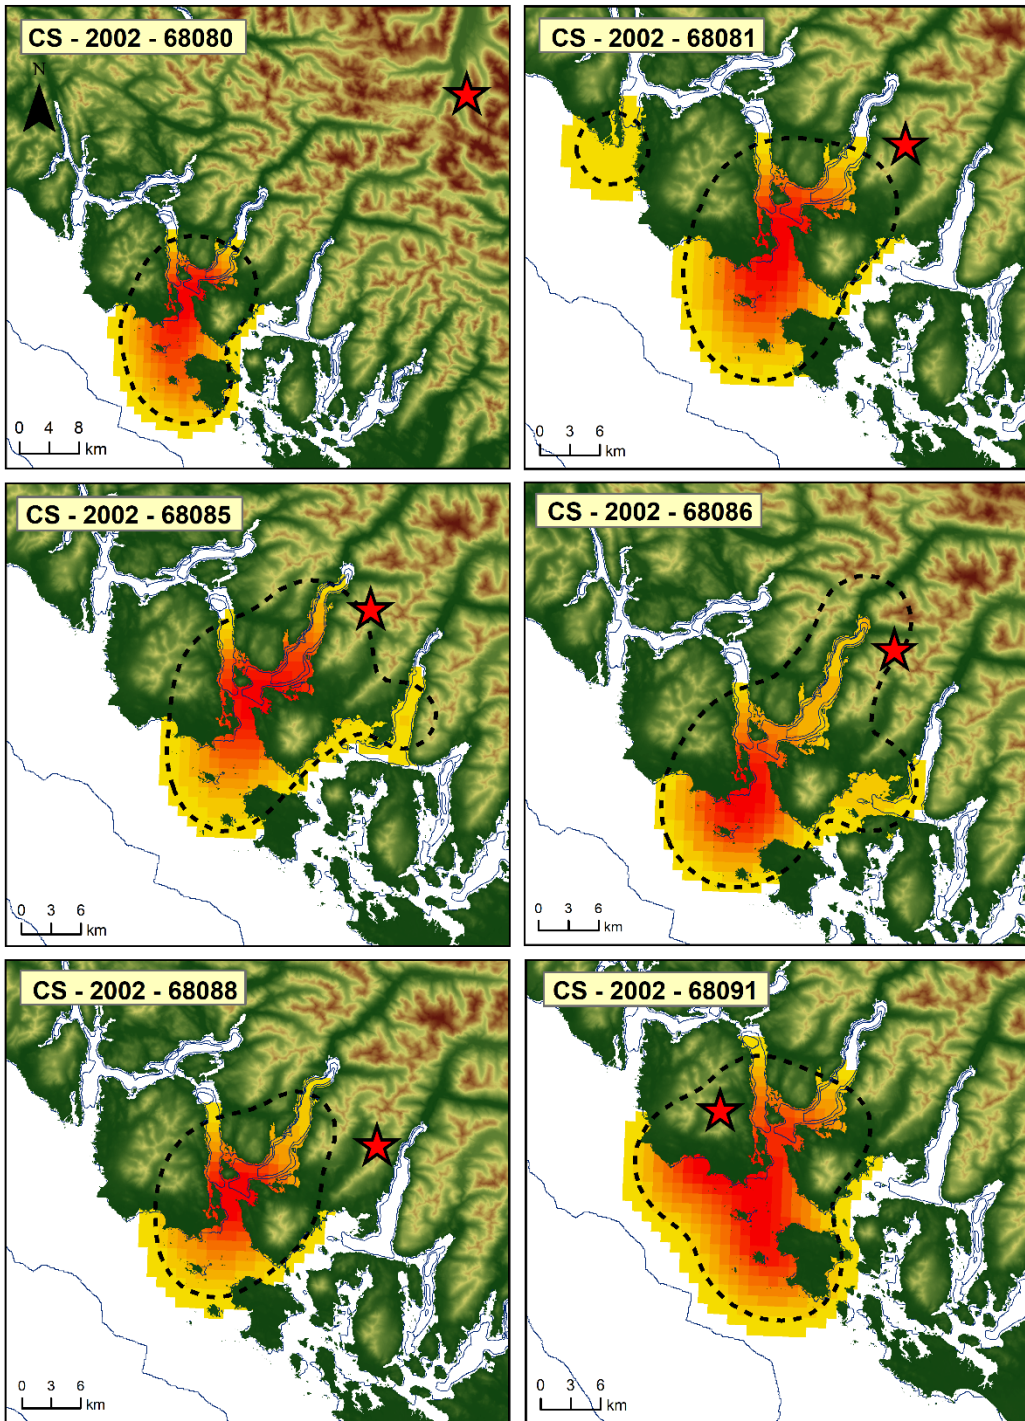 CS - 2002 - 68080
N
0 4 8
km
CS - 2002 - 68081
0 3 6
km
CS - 2002 - 68085
0 3 6
km
CS - 2002 - 68086
0 3 6
km
CS - 2002 - 68088
0 3 6
km
CS - 2002 - 68091
0 3 6
km